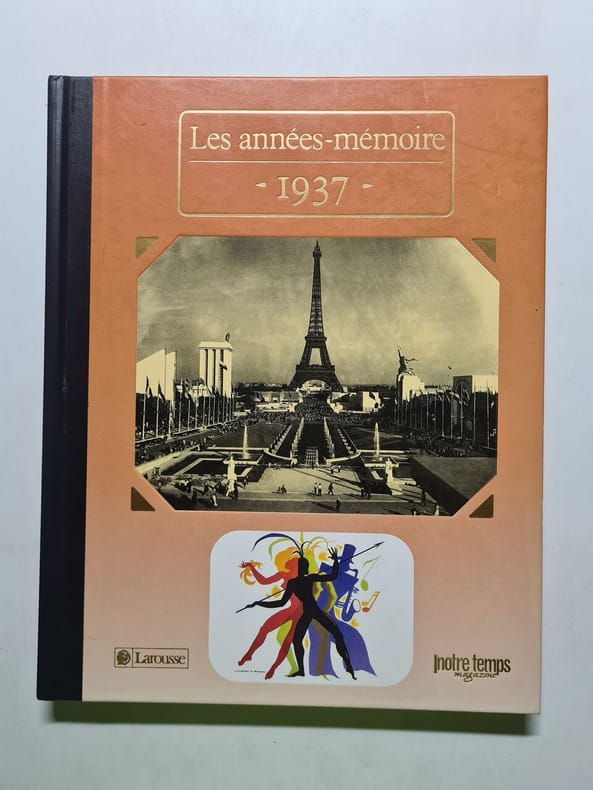 Les années-mémoire
1937
Larousse
notre temps
magazine